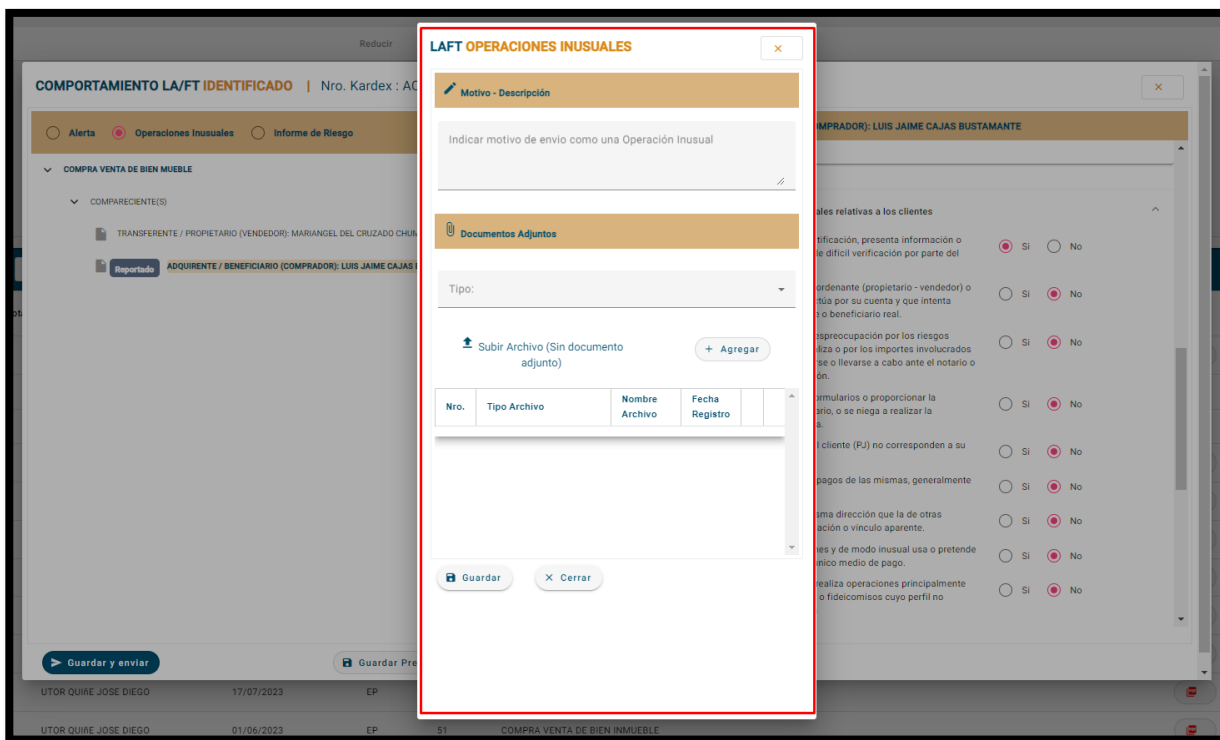 Reducir
COMPORTAMIENTO LA/FT IDENTIFICADO | Nro. Kardex : AC
Alerta Operaciones Inusuales Informe de Riesgo
COMPRA VENTA DE BIEN MUEBLE
COMPARECIENTE(S)
TRANSFERENTE / PROPIETARIO (VENDEDOR): MARIANGEL DEL CRUZADO CHUM
Reportado ADQUIRENTE / BENEFICIARIO (COMPRADOR): LUIS JAIME CAJAS
Guardar y enviar
Guardar Pre
LAFT OPERACIONES INUSUALES
Motivo - Descripción
Indicar motivo de envio como una Operación Inusual
Documentos Adjuntos
Tipo:
Subir Archivo (Sin documento
adjunto)
+ Agregar
Nro. Tipo Archivo Nombre Archivo Fecha Registro
Guardar
Cerrar
(COMPRADOR): LUIS JAIME CAJAS BUSTAMANTE
ales relativas a los clientes
tificación, presenta información o
de difícil verificación por parte del
Si No
ordenante (propietario - vendedor) o
túa por su cuenta y que intenta
e o beneficiario real.
Si No
espreocupación por los riesgos
aliza o por los importes involucrados
rse o llevarse a cabo ante el notario o
ón.
Si No
ormularios o proporcionar la
ario, o se niega a realizar la
a.
Si No
l cliente (PJ) no corresponden a su
Si No
pagos de las mismas, generalmente
Si No
sma dirección que la de otras
ación o vínculo aparente.
Si No
nes y de modo inusual usa o pretende
único medio de pago.
Si No
realiza operaciones principalmente
o fideicomisos cuyo perfil no
Si No
UTOR QUIÑE JOSE DIEGO 17/07/2023 EP
UTOR QUIÑE JOSE DIEGO 01/06/2023 EP 51 COMPRA VENTA DE BIEN INMUEBLE